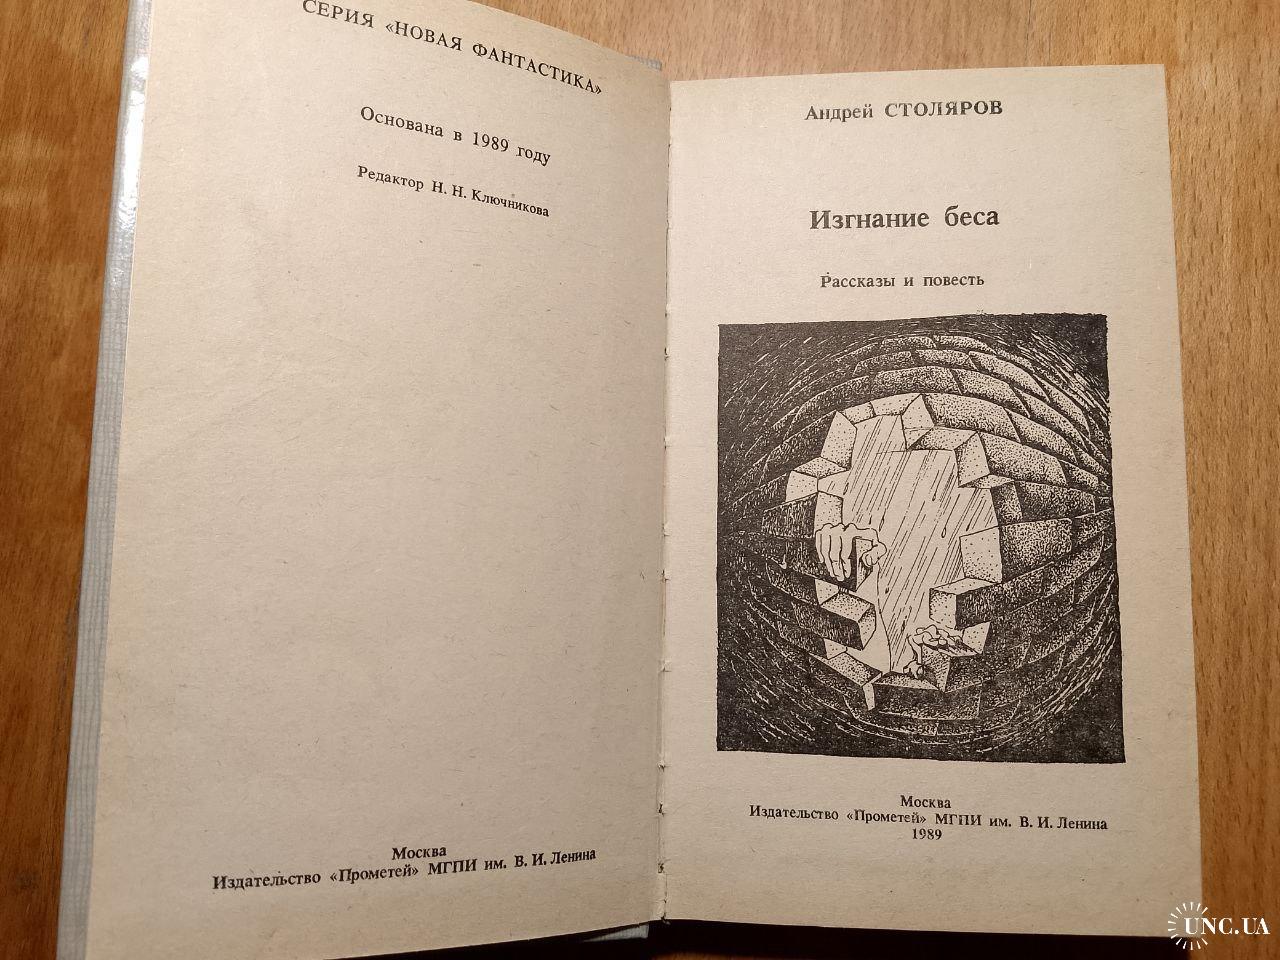 СЕРИЯ «НОВАЯ ФАНТАСТИКА»
Основана в 1989 году
Редактор Н. Н. Ключникова
Москва
Издательство «Прометей» МГПИ им. В. И. Ленина
Андрей СТОЛЯРОВ
Изгнание беса
Рассказы и повесть
Москва
Издательство «Прометей» МГПИ им. В. И. Ленина
1989
UNC.UA